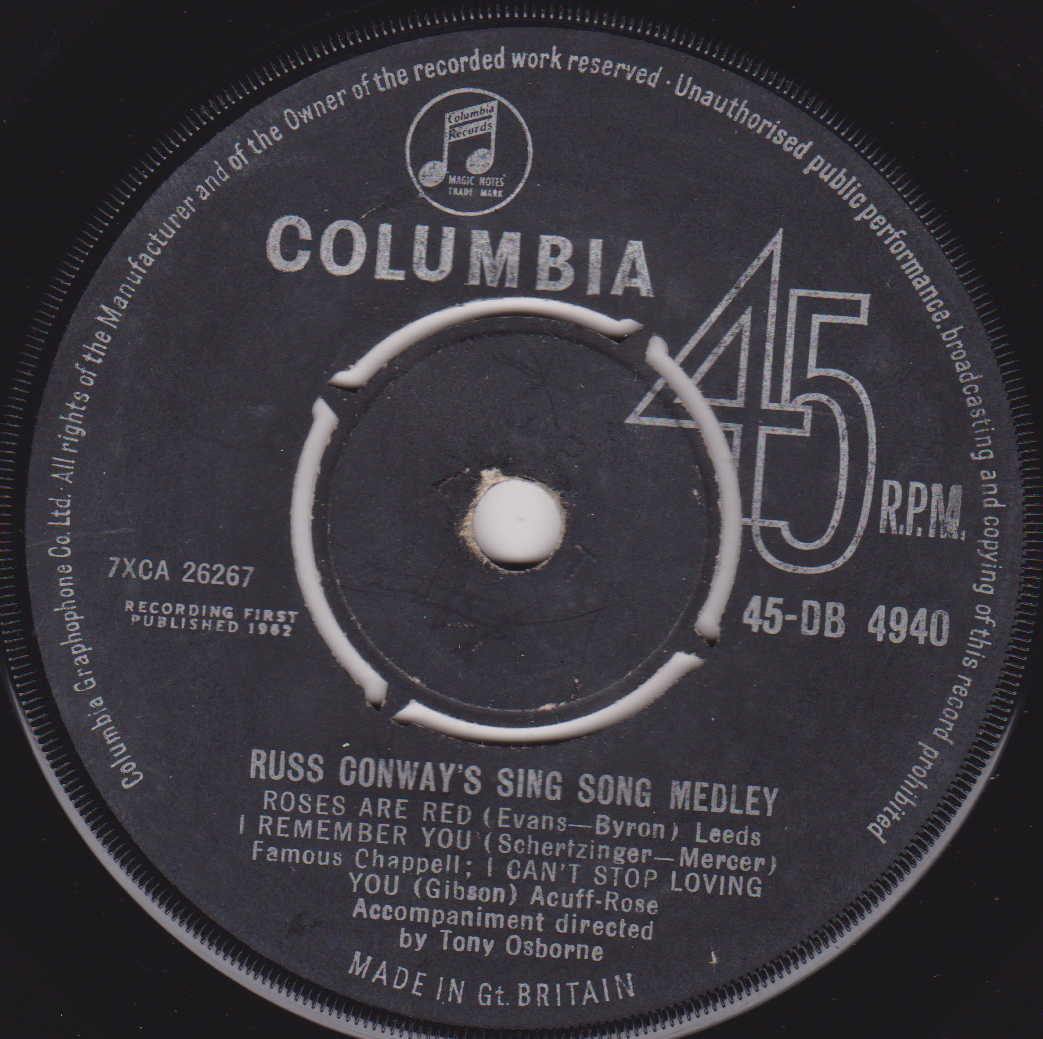 Columbia Graphophone Co. Ltd. All rights of the Manufacturer and of the Owner of the recorded work reserved · Unauthorised public performance. broadcasting and copying of this record prohibited
Columbia
Records
MAGIC NOTES
TRADE MARK
COLUMBIA
45
R.P.M.
7XCA 26267
RECORDING FIRST
PUBLISHED 1962
45-DB 4940
RUSS CONWAY'S SING SONG MEDLEY
ROSES ARE RED (Evans—Byron) Leeds
I REMEMBER YOU (Schertzinger—Mercer)
Famous Chappell; I CAN'T STOP LOVING
YOU (Gibson) Acuff-Rose
Accompaniment directed
by Tony Osborne
MADE IN Gt. BRITAIN